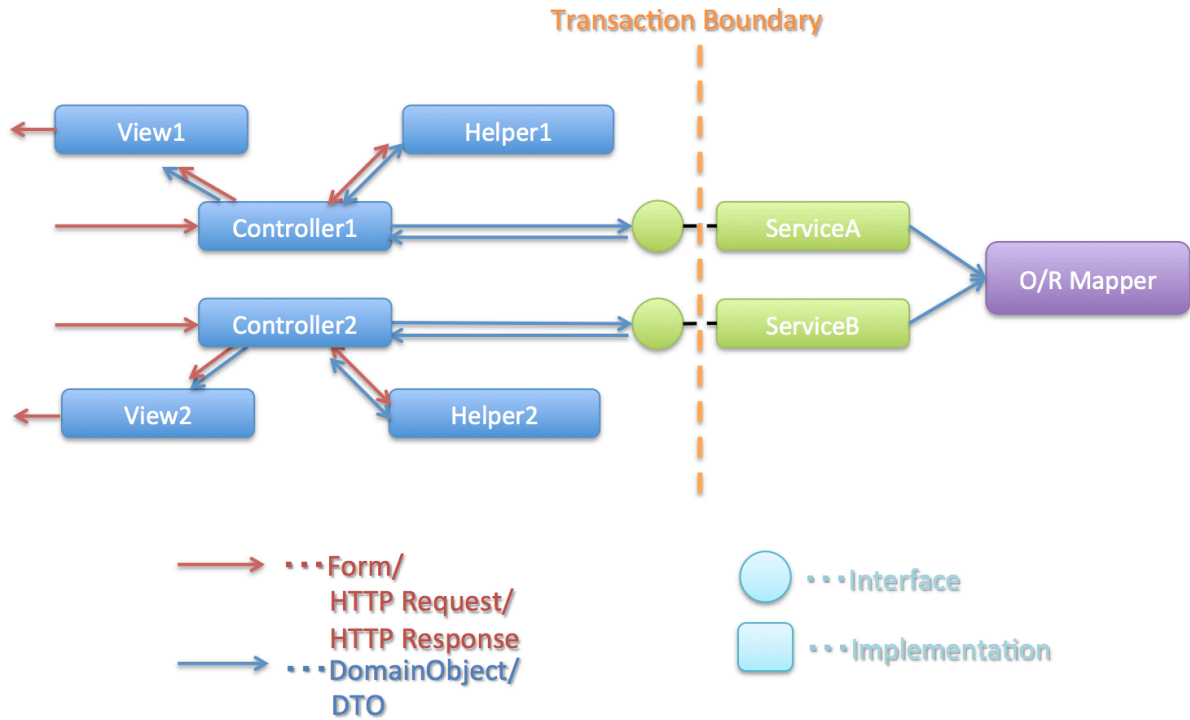 Transaction Boundary
View1
Helper1
Controller1
ServiceA
O/R Mapper
Controller2
ServiceB
View2
Helper2
···Form/
HTTP Request/
HTTP Response
···DomainObject/
DTO
···Interface
···Implementation